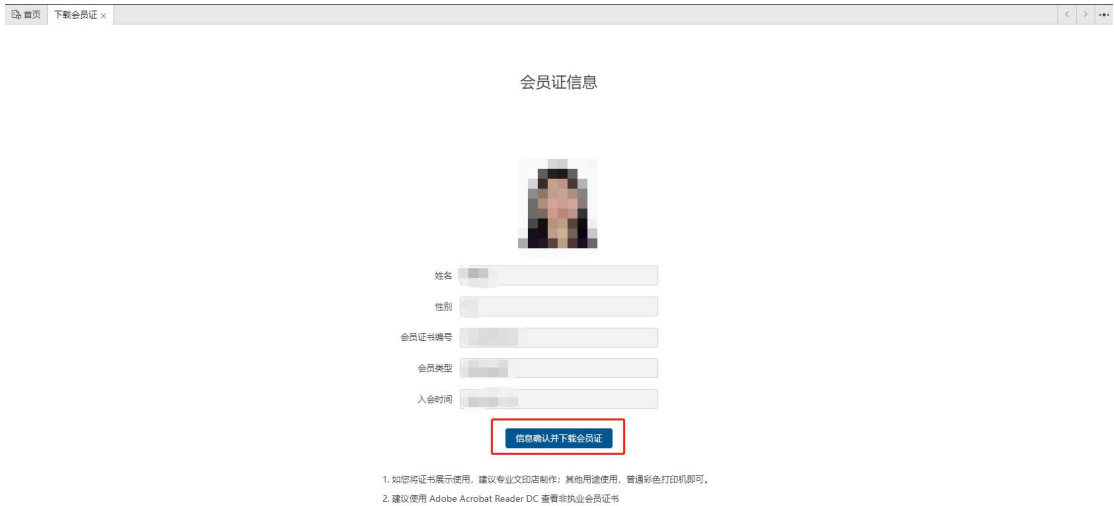 首页 下载会员证 ×
会员证信息
姓名
性别
会员证书编号
会员类型
入会时间
信息确认并下载会员证
1. 如您将证书展示使用，建议专业文印店制作；其他用途使用，普通彩色打印机即可。
2. 建议使用 Adobe Acrobat Reader DC 查看非执业会员证书